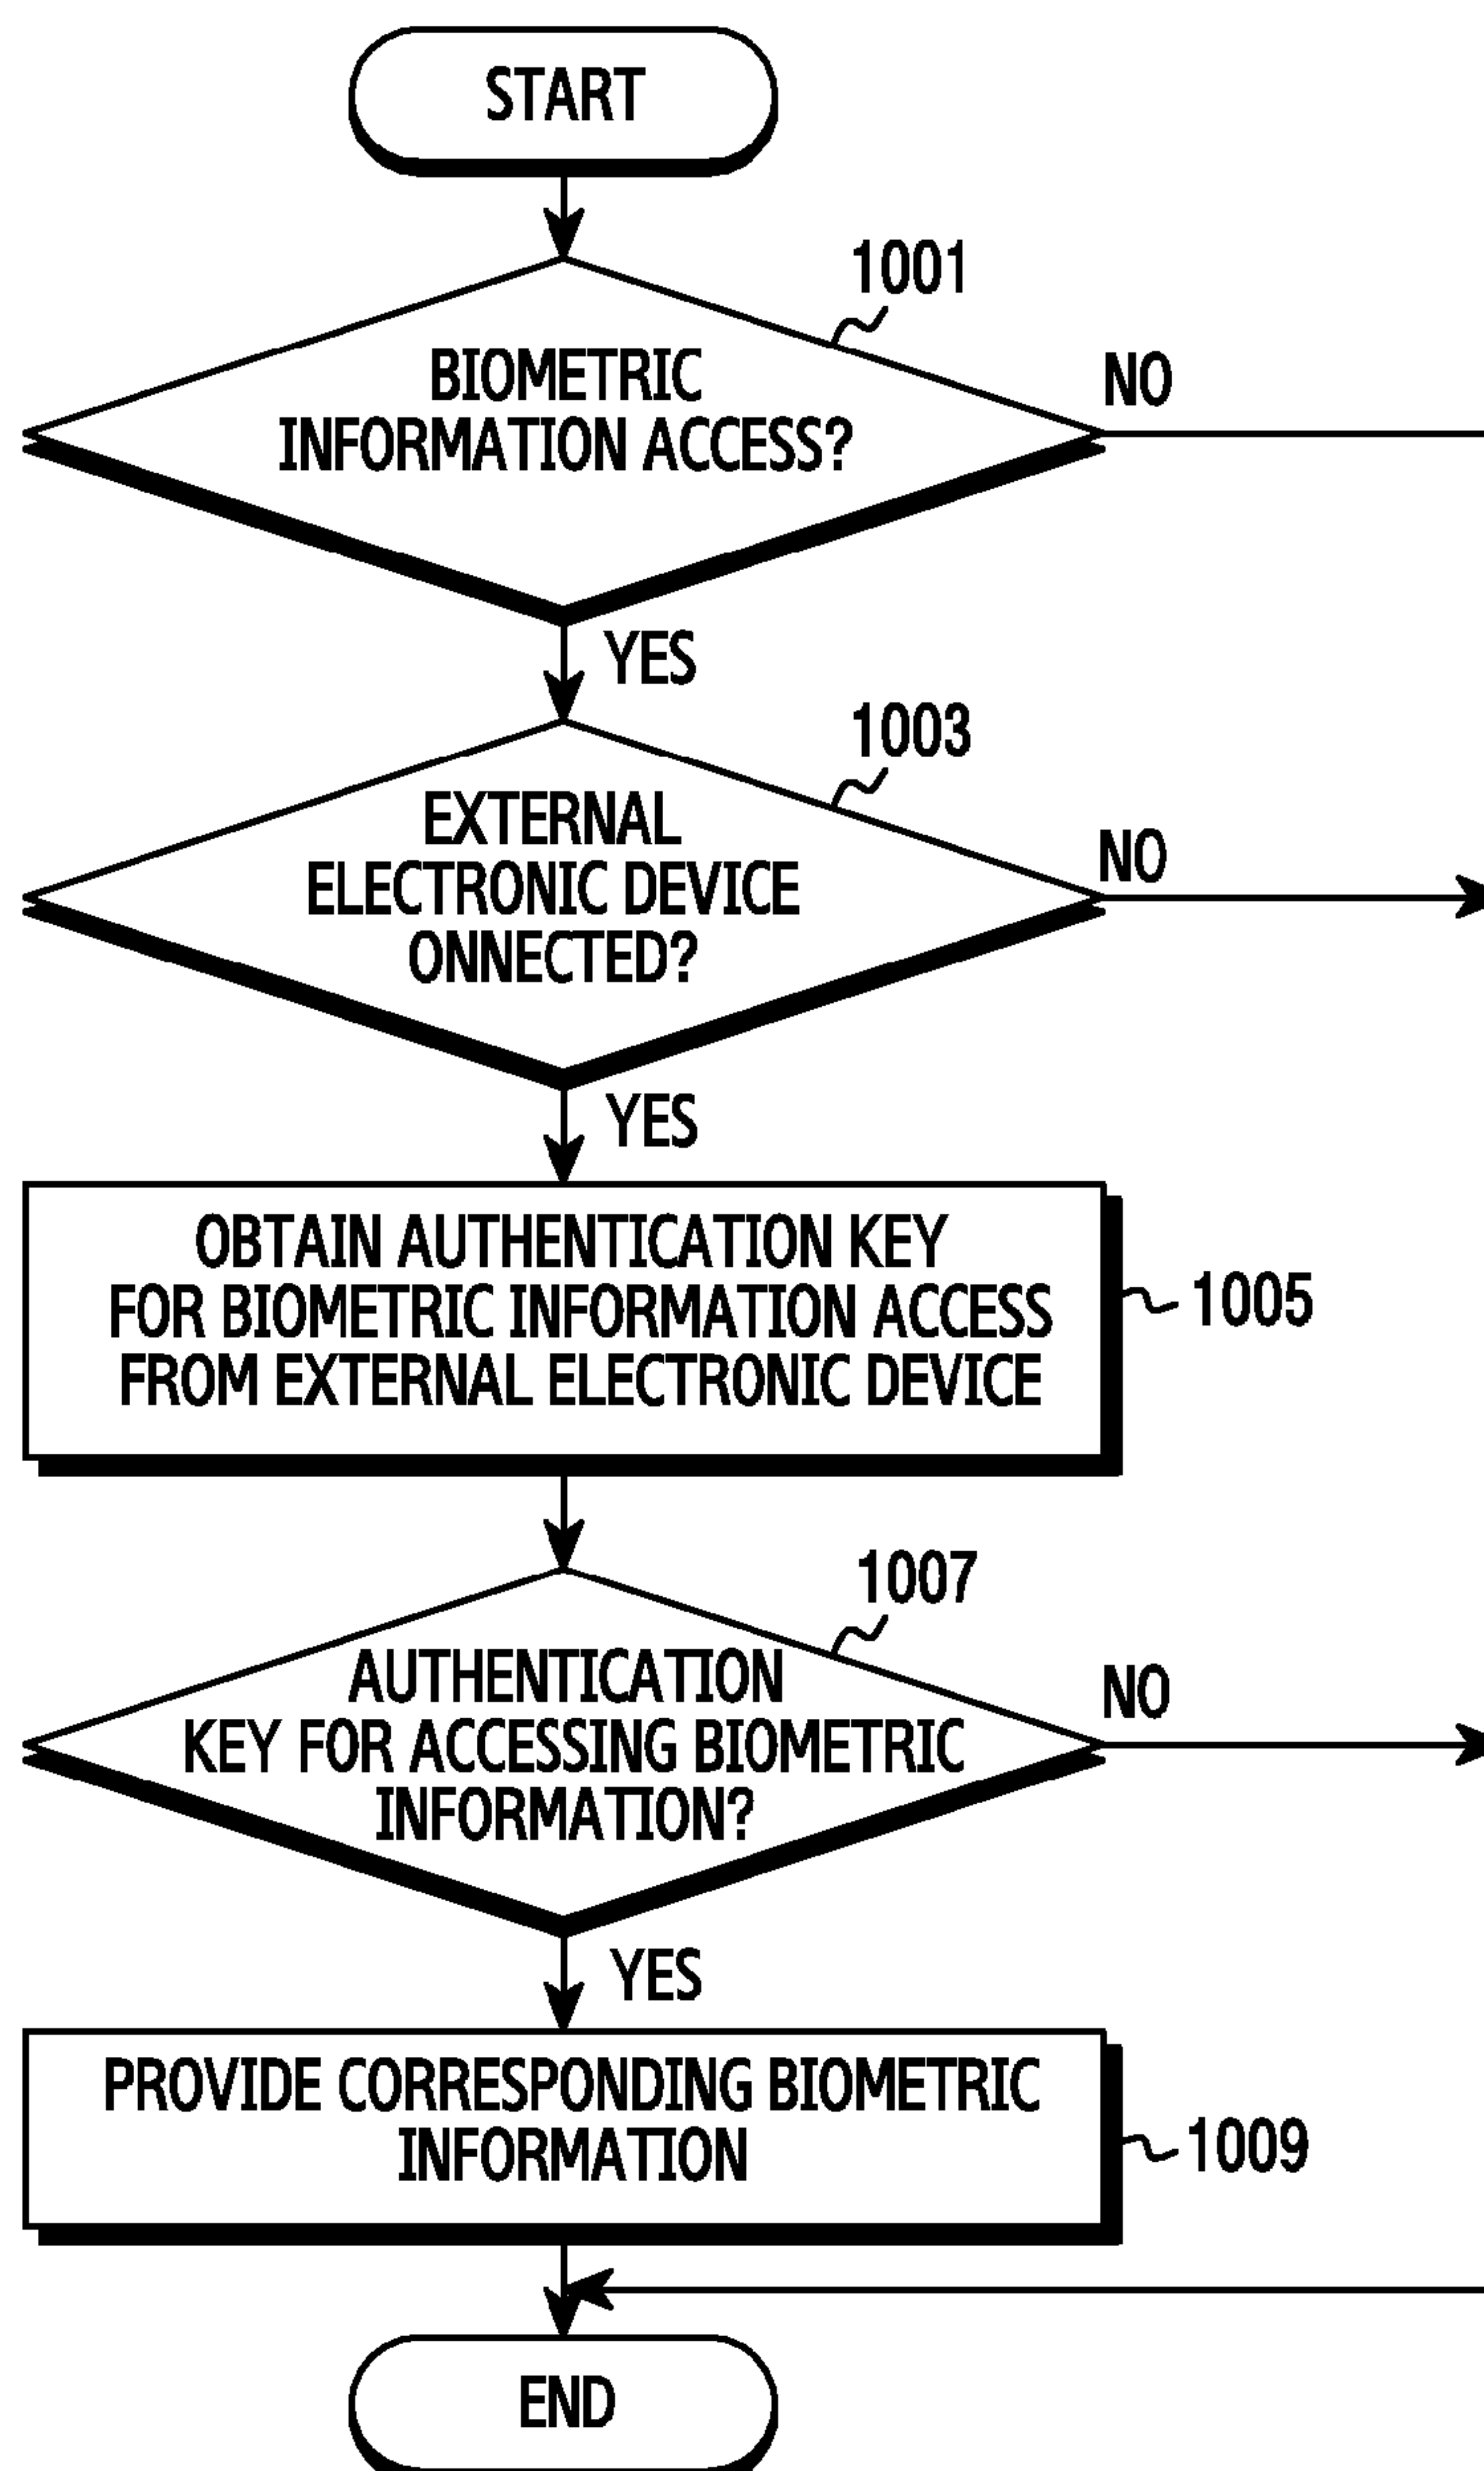 START
1001
BIOMETRIC
INFORMATION ACCESS?
NO
YES
1003
EXTERNAL
ELECTRONIC DEVICE
ONNECTED?
NO
YES
OBTAIN AUTHENTICATION KEY
FOR BIOMETRIC INFORMATION ACCESS
FROM EXTERNAL ELECTRONIC DEVICE
1005
1007
AUTHENTICATION
KEY FOR ACCESSING BIOMETRIC
INFORMATION?
NO
YES
PROVIDE CORRESPONDING BIOMETRIC
INFORMATION
1009
END